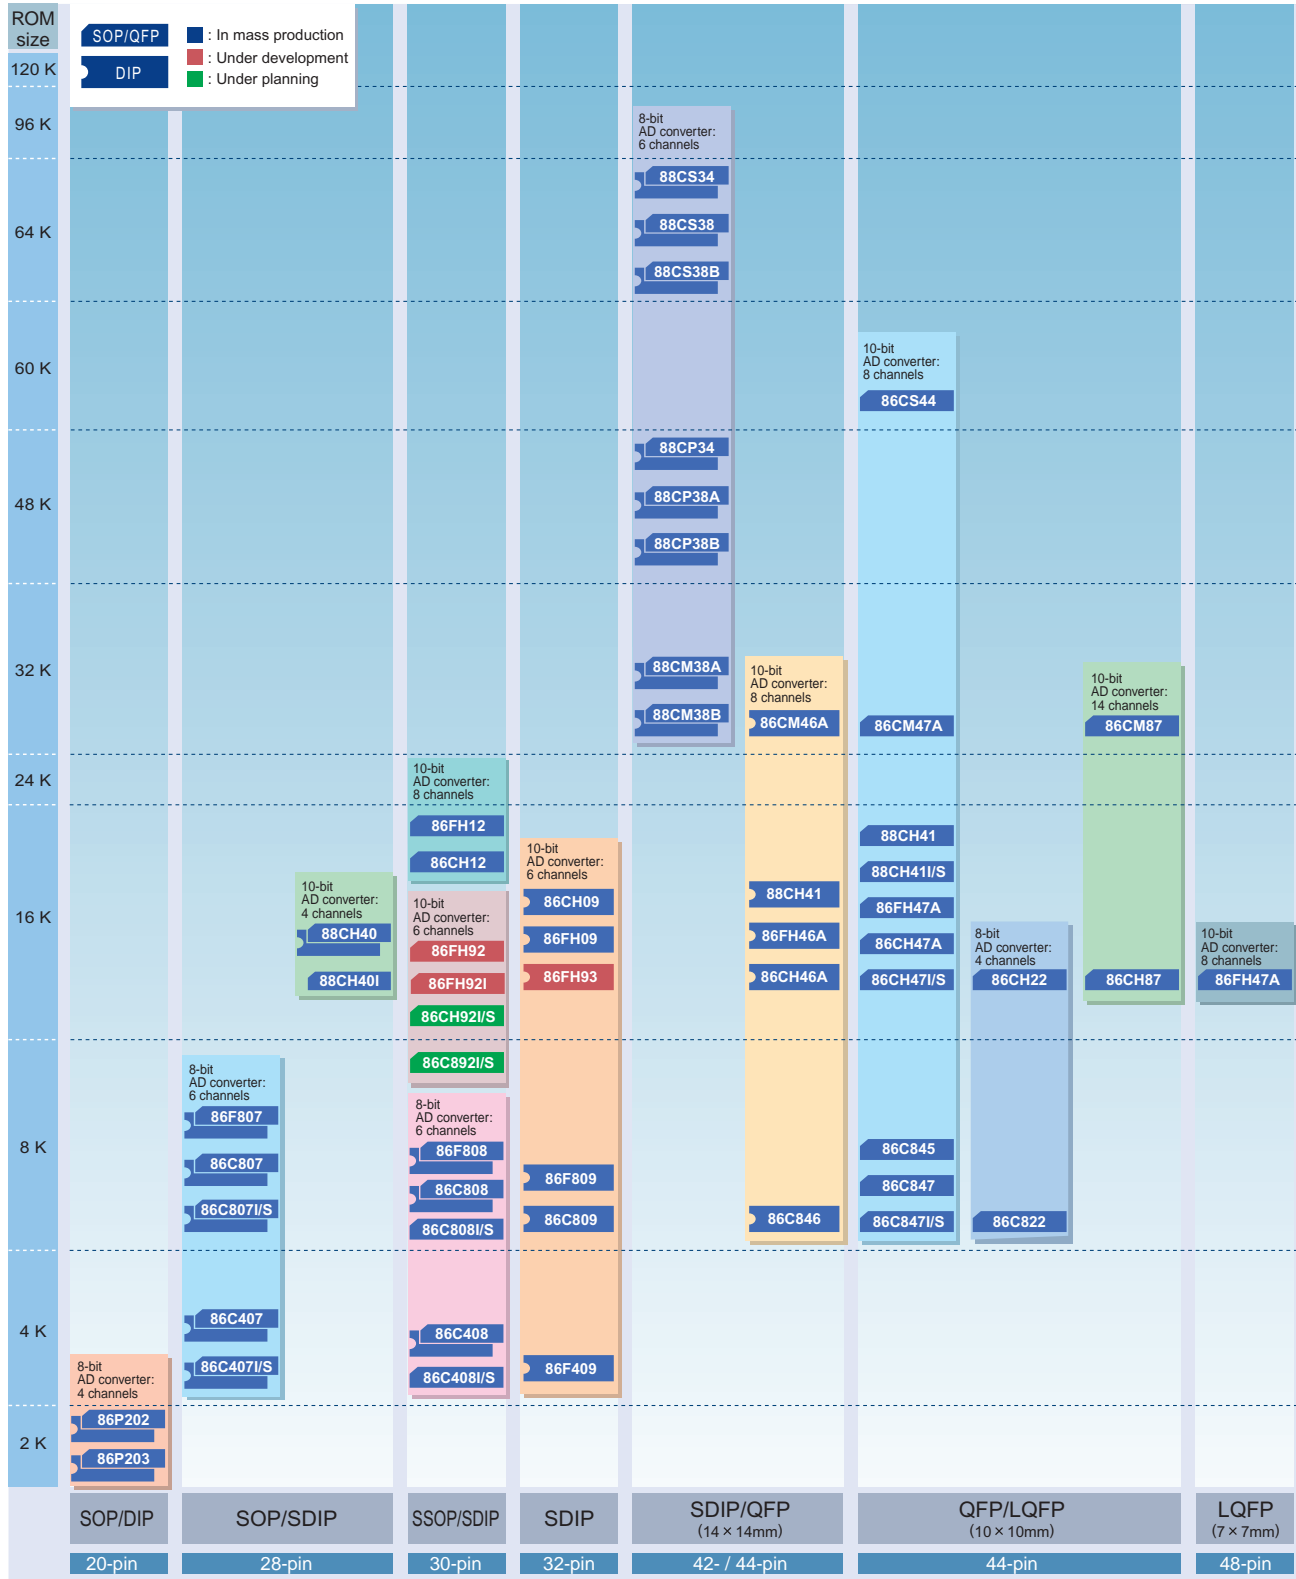 ROM
size
SOP/QFP
DIP
: In mass production
: Under development
: Under planning
120 K
96 K
64 K
60 K
48 K
32 K
24 K
16 K
8 K
4 K
2 K
8-bit
AD converter:
4 channels
86P202
86P203
8-bit
AD converter:
6 channels
86F807
86C807
86C807I/S
86C407
86C407I/S
10-bit
AD converter:
4 channels
88CH40
88CH40I
10-bit
AD converter:
8 channels
86FH12
86CH12
10-bit
AD converter:
6 channels
86FH92
86FH92I
86CH92I/S
86C892I/S
8-bit
AD converter:
6 channels
86F808
86C808
86C808I/S
86C408
86C408I/S
10-bit
AD converter:
6 channels
86CH09
86FH09
86FH93
86F809
86C809
86F409
8-bit
AD converter:
6 channels
88CS34
88CS38
88CS38B
88CP34
88CP38A
88CP38B
88CM38A
88CM38B
10-bit
AD converter:
8 channels
86CM46A
88CH41
86FH46A
86CH46A
86C846
10-bit
AD converter:
8 channels
86CS44
86CM47A
88CH41
88CH41I/S
86FH47A
86CH47A
86CH47I/S
86C845
86C847
86C847I/S
8-bit
AD converter:
4 channels
86CH22
86C822
10-bit
AD converter:
14 channels
86CM87
86CH87
10-bit
AD converter:
8 channels
86FH47A
SOP/DIP
SOP/SDIP
SSOP/SDIP
SDIP
SDIP/QFP
(14 × 14mm)
QFP/LQFP
(10 × 10mm)
LQFP
(7 × 7mm)
20-pin
28-pin
30-pin
32-pin
42- / 44-pin
44-pin
48-pin